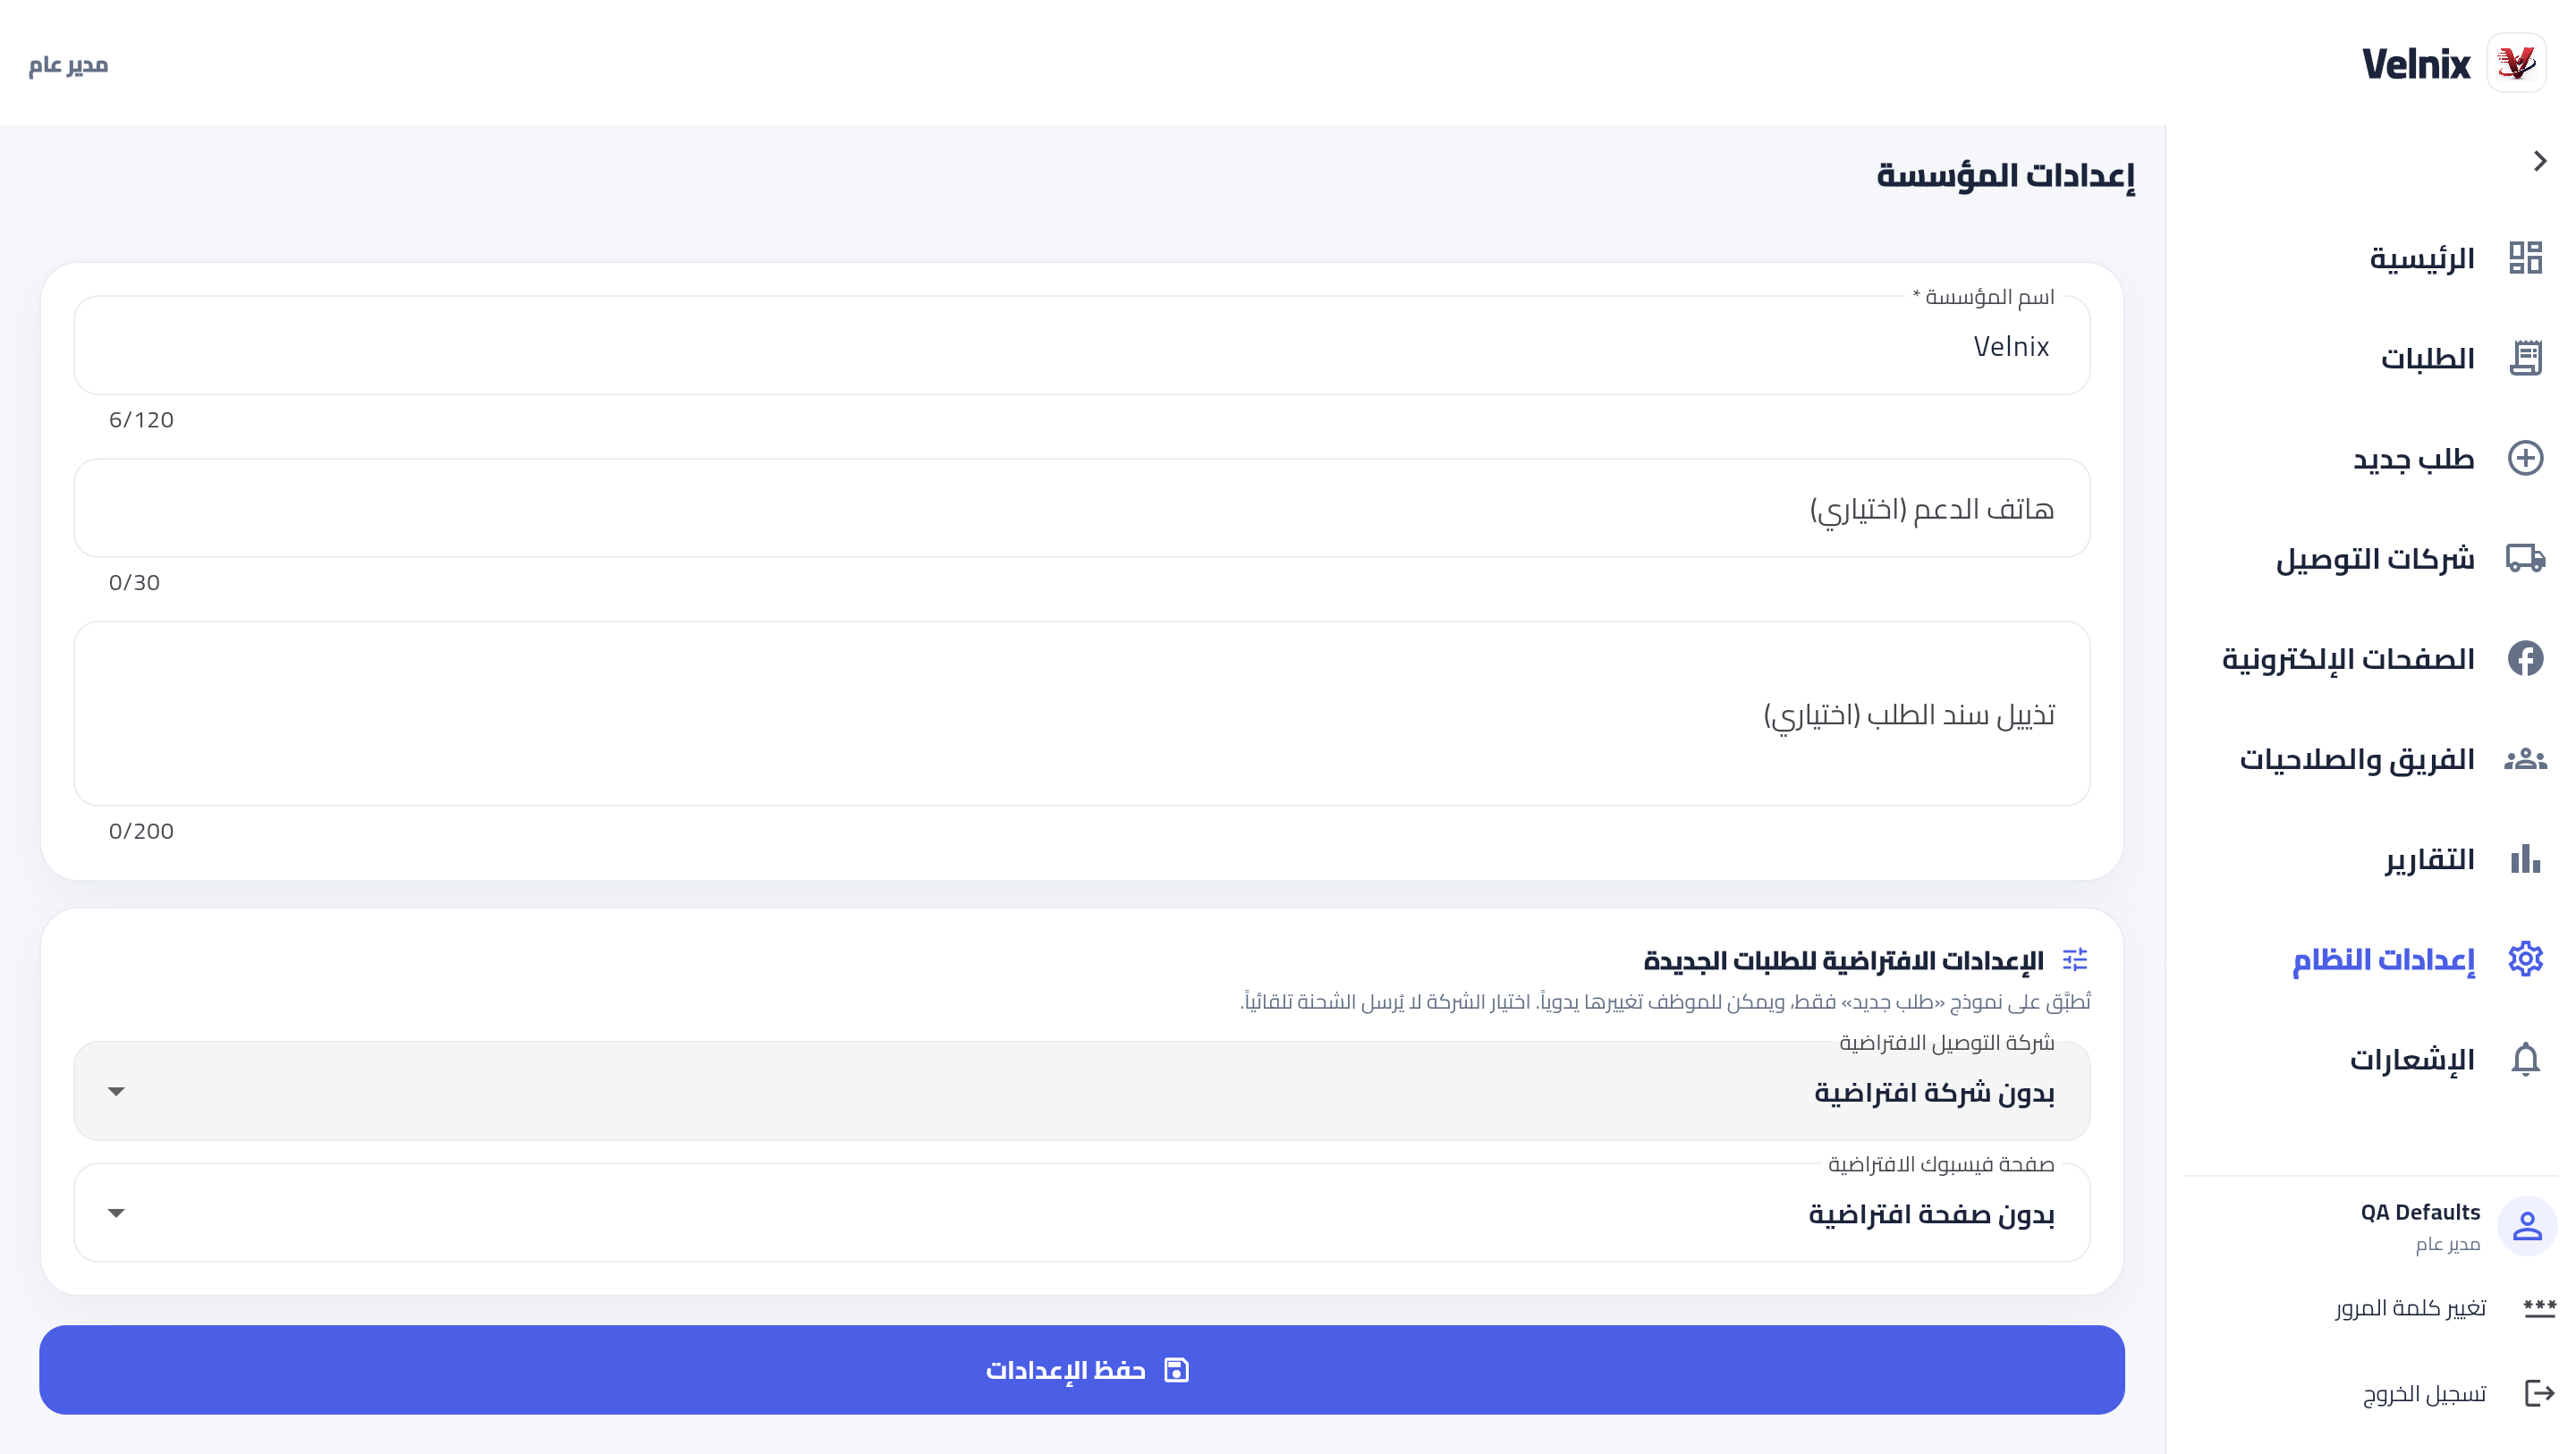 Velnix
مدير عام
الرئيسية
الطلبات
طلب جديد
شركات التوصيل
الصفحات الإلكترونية
الفريق والصلاحيات
التقارير
إعدادات النظام
الإشعارات
QA Defaults
مدير عام
تغيير كلمة المرور
تسجيل الخروج
إعدادات المؤسسة
اسم المؤسسة *
Velnix
6/120
هاتف الدعم (اختياري)
0/30
تذييل سند الطلب (اختياري)
0/200
الإعدادات الافتراضية للطلبات الجديدة
تُطبَّق على نموذج «طلب جديد» فقط، ويمكن للموظف تغييرها يدوياً. اختيار الشركة لا يُرسل الشحنة تلقائياً.
شركة التوصيل الافتراضية
بدون شركة افتراضية
صفحة فيسبوك الافتراضية
بدون صفحة افتراضية
حفظ الإعدادات